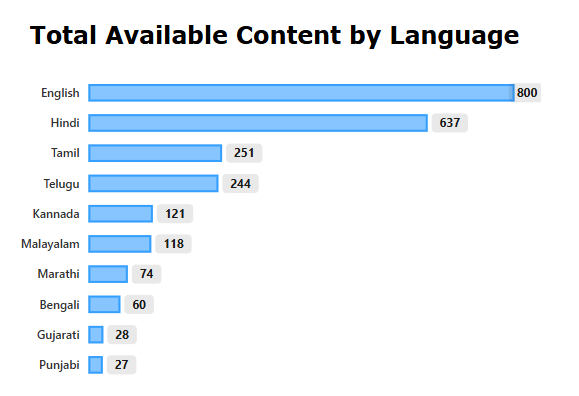 Total Available Content by Language
English 800
Hindi 637
Tamil 251
Telugu 244
Kannada 121
Malayalam 118
Marathi 74
Bengali 60
Gujarati 28
Punjabi 27